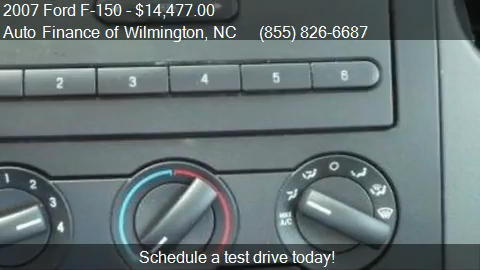 2007 Ford F-150 - $14,477.00
Auto Finance of Wilmington, NC (855) 826-6687
2 3 4 5 6
1 2 3 4
MAX A/C
Schedule a test drive today!